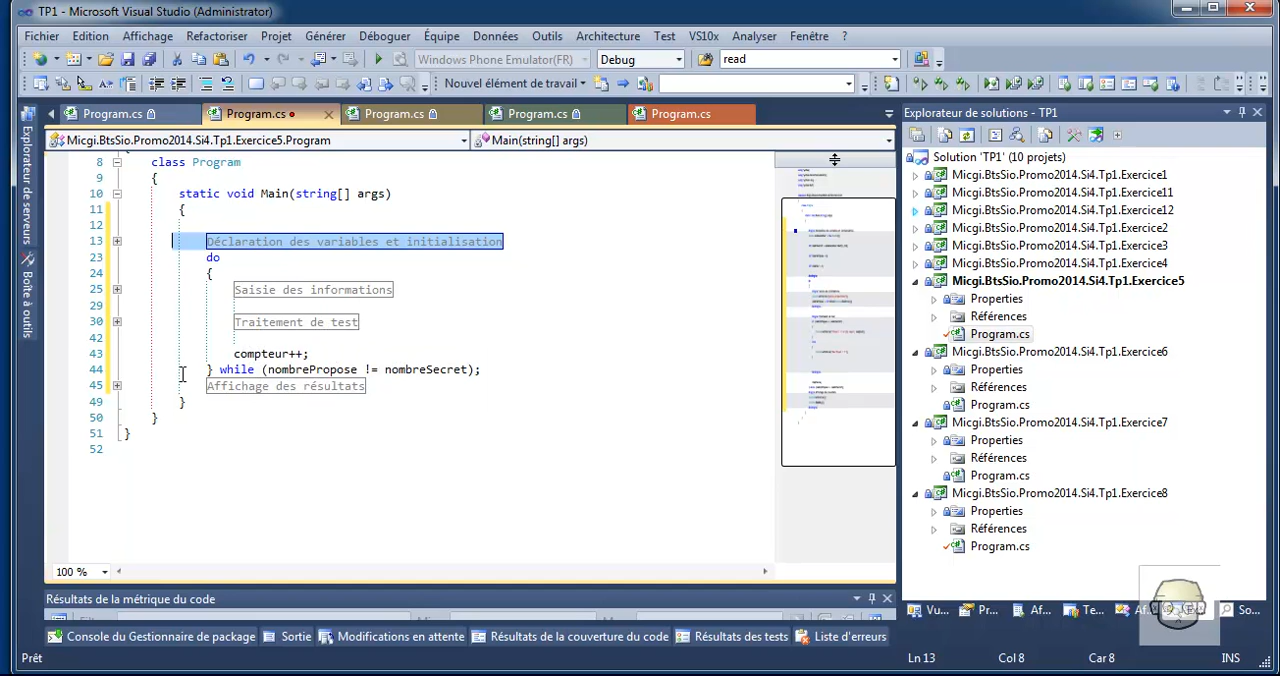 TP1 - Microsoft Visual Studio (Administrator)
Fichier Edition Affichage Refactoriser Projet Générer Déboguer Équipe Données Outils Architecture Test VS10x Analyser Fenêtre ?
Windows Phone Emulator(FR) Debug read
Nouvel élément de travail
Program.cs Program.cs Program.cs Program.cs Program.cs
Explorateur de solutions - TP1
Micgi.BtsSio.Promo2014.Si4.Tp1.Exercice5.Program Main(string[] args)
Explorateur de serveurs
Boîte à outils
8 class Program
9 {
10 static void Main(string[] args)
11 {
12
13 Déclaration des variables et initialisation
23 do
24 {
25 Saisie des informations
29
30 Traitement de test
42
43 compteur++;
44 } while (nombrePropose != nombreSecret);
45 Affichage des résultats
49 }
50 }
51 }
52
100 %
Solution 'TP1' (10 projets)
Micgi.BtsSio.Promo2014.Si4.Tp1.Exercice1
Micgi.BtsSio.Promo2014.Si4.Tp1.Exercice11
Micgi.BtsSio.Promo2014.Si4.Tp1.Exercice12
Micgi.BtsSio.Promo2014.Si4.Tp1.Exercice2
Micgi.BtsSio.Promo2014.Si4.Tp1.Exercice3
Micgi.BtsSio.Promo2014.Si4.Tp1.Exercice4
Micgi.BtsSio.Promo2014.Si4.Tp1.Exercice5
Properties
Références
Program.cs
Micgi.BtsSio.Promo2014.Si4.Tp1.Exercice6
Properties
Références
Program.cs
Micgi.BtsSio.Promo2014.Si4.Tp1.Exercice7
Properties
Références
Program.cs
Micgi.BtsSio.Promo2014.Si4.Tp1.Exercice8
Properties
Références
Program.cs
Vu... Pr... Af... Te... Ex... So...
Résultats de la métrique du code
Console du Gestionnaire de package Sortie Modifications en attente Résultats de la couverture du code Résultats des tests Liste d'erreurs
Prêt Ln 13 Col 8 Car 8 INS